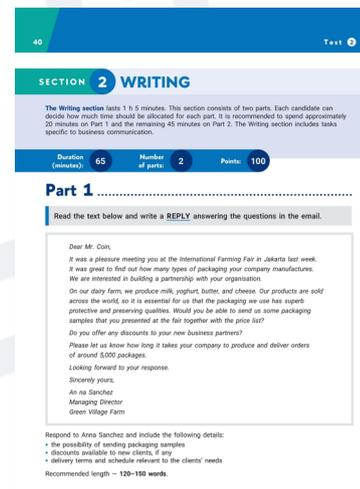 40
Test 2
SECTION 2 WRITING
The Writing section lasts 1 h 5 minutes. This section consists of two parts. Each candidate can
decide how much time should be allocated for each part. It is recommended to spend approximately
20 minutes on Part 1 and the remaining 45 minutes on Part 2. The Writing section includes tasks
specific to business communication.
Duration
(minutes):
65
Number
of parts:
2
Points:
100
Part 1
Read the text below and write a REPLY answering the questions in the email.
Dear Mr. Coin,
It was a pleasure meeting you at the International Farming Fair in Jakarta last week.
It was great to find out how many types of packaging your company manufactures.
We are interested in building a partnership with your organisation.
On our dairy farm, we produce milk, yoghurt, butter, and cheese. Our products are sold
across the world, so it is essential for us that the packaging we use has superb
protective and preserving qualities. Would you be able to send us some packaging
samples that you presented at the fair together with the price list?
Do you offer any discounts to your new business partners?
Please let us know how long it takes your company to produce and deliver orders
of around 5,000 packages.
Looking forward to your response.
Sincerely yours,
An na Sanchez
Managing Director
Green Village Farm
Respond to Anna Sanchez and include the following details:
• the possibility of sending packaging samples
• discounts available to new clients, if any
• delivery terms and schedule relevant to the clients' needs
Recommended length — 120–150 words.